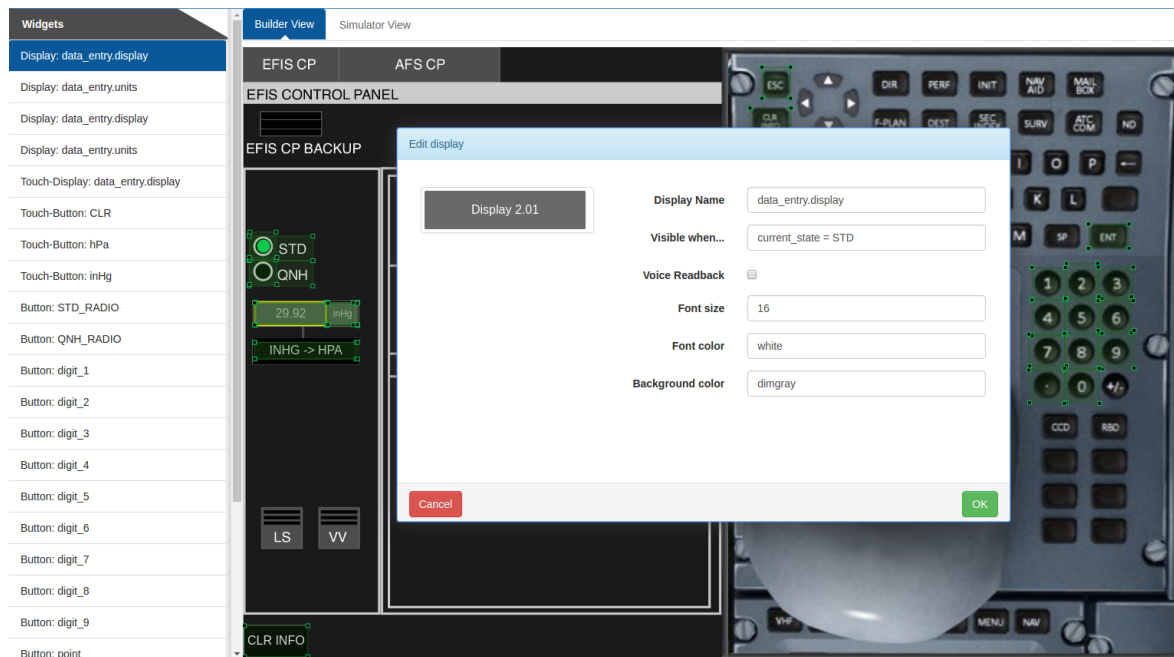 Widgets
Builder View
Simulator View
Display: data_entry.display
Display: data_entry.units
Display: data_entry.display
Display: data_entry.units
Touch-Display: data_entry.display
Touch-Button: CLR
Touch-Button: hPa
Touch-Button: inHg
Button: STD_RADIO
Button: QNH_RADIO
Button: digit_1
Button: digit_2
Button: digit_3
Button: digit_4
Button: digit_5
Button: digit_6
Button: digit_7
Button: digit_8
Button: digit_9
Button: point
EFIS CP
AFS CP
EFIS CONTROL PANEL
EFIS CP BACKUP
STD
QNH
29.92 inHg
INHG -> HPA
LS
VV
CLR INFO
Edit display
Display 2.01
Display Name
data_entry.display
Visible when...
current_state = STD
Voice Readback
Font size
16
Font color
white
Background color
dimgray
Cancel
OK
ESC
DIR
PERF
INIT
NAV AID
MAIL BOX
CLR INFO
F-PLAN
DEST
SEC INDEX
SURV
ATC COM
ND
I
O
P
←
K
L
M
SP
ENT
1 2 3
4 5 6
7 8 9
. 0 +/-
CCD
RBD
VHF
MENU
NAV